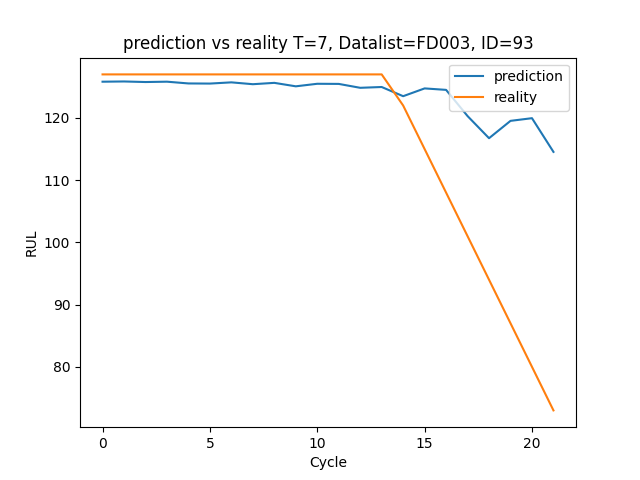 prediction vs reality T=7, Datalist=FD003, ID=93
prediction
reality
120
110
100
90
80
RUL
0
5
10
15
20
Cycle